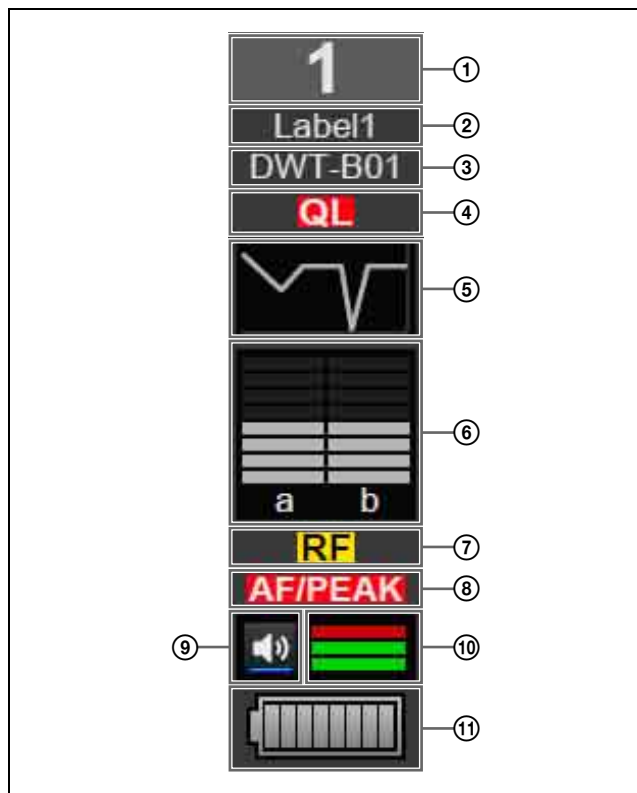 1
①
Label1
②
DWT-B01
③
QL
④
⑤
⑥
a b
RF
⑦
AF/PEAK
⑧
⑨
⑩
⑪